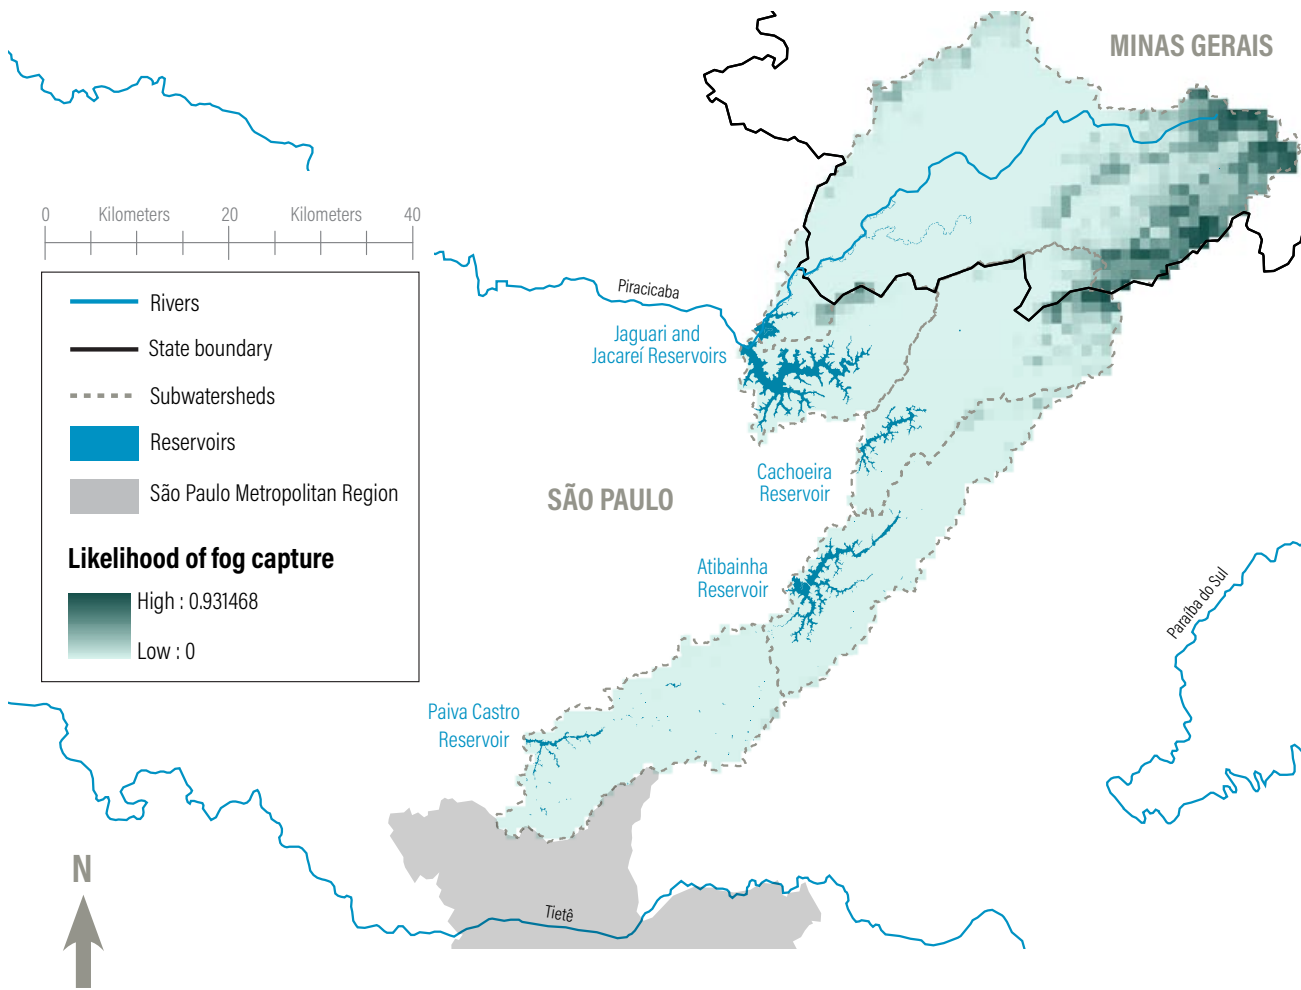 MINAS GERAIS
0 Kilometers 20 Kilometers 40
Rivers
State boundary
Subwatersheds
Reservoirs
São Paulo Metropolitan Region
Likelihood of fog capture
High : 0.931468
Low : 0
Piracicaba
Jaguari and
Jacareí Reservoirs
Cachoeira
Reservoir
SÃO PAULO
Atibainha
Reservoir
Paraíba do Sul
Paiva Castro
Reservoir
N
Tietê